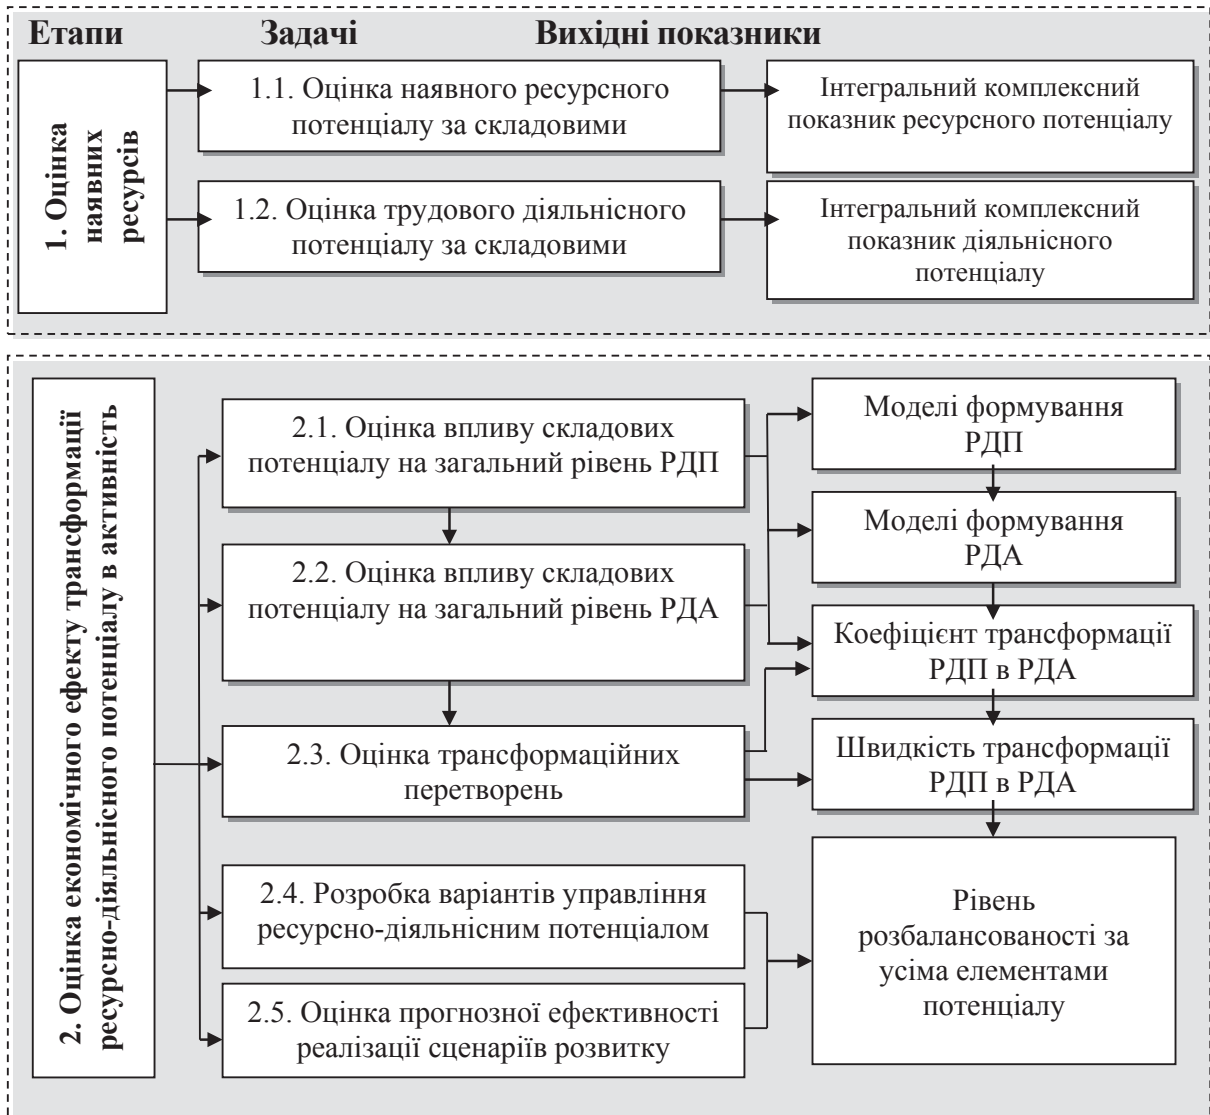 Етапи Задачі Вихідні показники
1. Оцінка
наявних
ресурсів
1.1. Оцінка наявного ресурсного
потенціалу за складовими
Інтегральний комплексний
показник ресурсного потенціалу
1.2. Оцінка трудового діяльнісного
потенціалу за складовими
Інтегральний комплексний
показник діяльнісного
потенціалу
2. Оцінка економічного ефекту трансформації
ресурсно-діяльнісного потенціалу в активність
2.1. Оцінка впливу складових
потенціалу на загальний рівень РДП
2.2. Оцінка впливу складових
потенціалу на загальний рівень РДА
2.3. Оцінка трансформаційних
перетворень
2.4. Розробка варіантів управління
ресурсно-діяльнісним потенціалом
2.5. Оцінка прогнозної ефективності
реалізації сценаріїв розвитку
Моделі формування
РДП
Моделі формування
РДА
Коефіцієнт трансформації
РДП в РДА
Швидкість трансформації
РДП в РДА
Рівень
розбалансованості за
усіма елементами
потенціалу